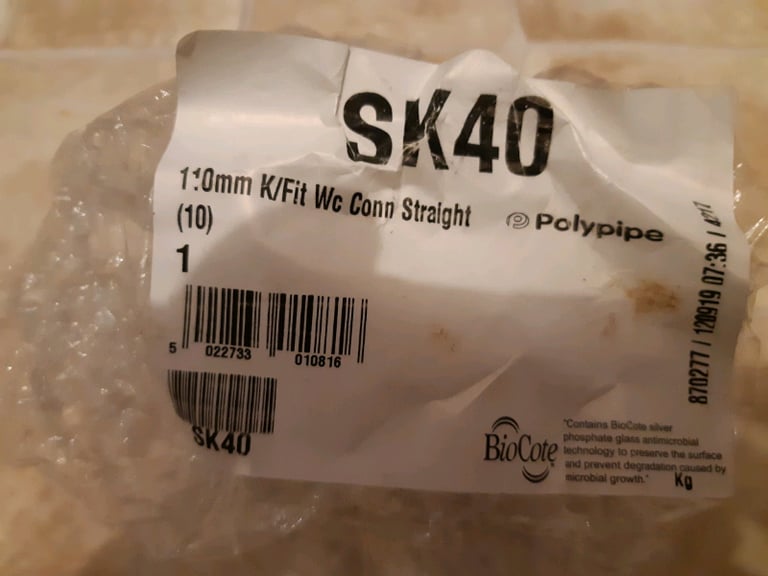 SK40
110mm K/Fit Wc Conn Straight
(10)
Polypipe
1
5 022733 010816
SK40
870277 / 120919 07:36 /
BioCote
"Contains BioCote silver
phosphate glass antimicrobial
technology to preserve the surface
and prevent degradation caused by
microbial growth."
Kg